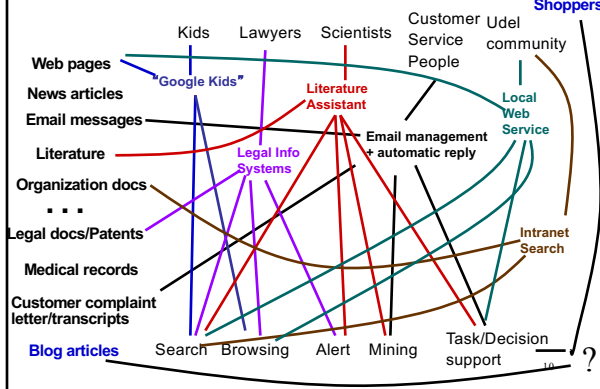 Shoppers
Kids
Lawyers
Scientists
Customer
Service
People
Udel
community
Web pages
"Google Kids"
News articles
Literature
Assistant
Local
Web
Service
Email messages
Email management
+ automatic reply
Literature
Legal Info
Systems
Organization docs
. . .
Legal docs/Patents
Intranet
Search
Medical records
Customer complaint
letter/transcripts
Blog articles
Search
Browsing
Alert
Mining
Task/Decision
support
...
?
10